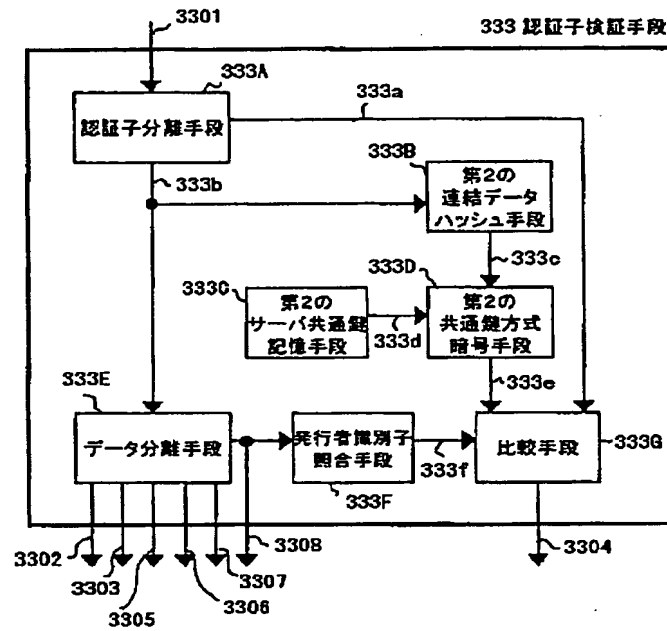 3301
333 認証子検証手段
333A
認証子分離手段
333a
333b
333B
第2の
連結データ
ハッシュ手段
333c
333C
第2の
サーバ共通鍵
記憶手段
333d
333D
第2の
共通鍵方式
暗号手段
333e
333E
データ分離手段
発行者識別子
照合手段
333f
333F
比較手段
333G
3302
3303
3305
3306
3307
3308
3304